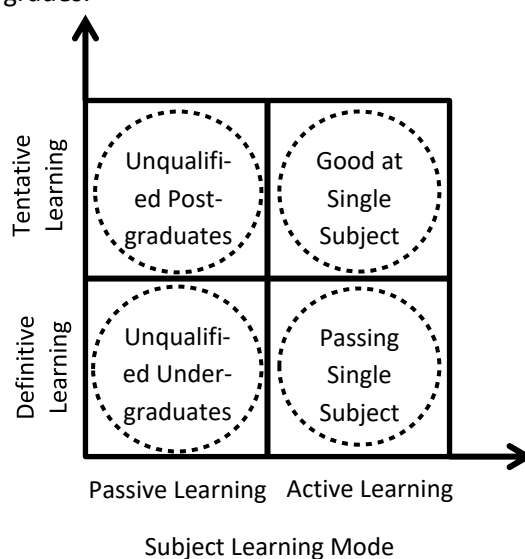 grades.
Tentative
Learning
Unqualifi-
ed Post-
graduates
Good at
Single
Subject
Definitive
Learning
Unqualifi-
ed Under-
graduates
Passing
Single
Subject
Passive Learning
Active Learning
Subject Learning Mode